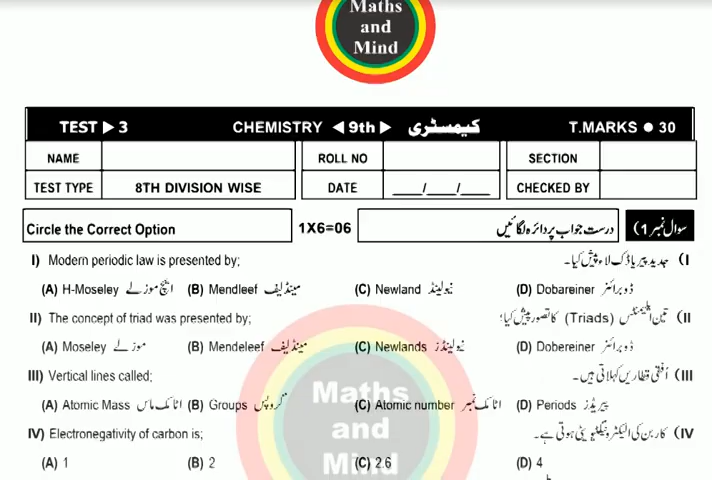 Maths
and
Mind
TEST ▶ 3 CHEMISTRY ◀ 9th ▶ کیمسٹری T.MARKS ● 30
NAME ROLL NO SECTION
TEST TYPE 8TH DIVISION WISE DATE ___/___/___ CHECKED BY
Circle the Correct Option 1X6=06 درست جواب پر دائرہ لگائیں سوال نمبر 1)
I) Modern periodic law is presented by; جدید پیریاڈک لاء پیش کیا۔ (I
(A) H-Moseley ایچ موزلے (B) Mendleef مینڈلیف (C) Newland نیولینڈ (D) Dobareiner ڈوبرائنر
II) The concept of triad was presented by; تین ایلیمنٹس (Triads) کا تصور پیش کیا؛ (II
(A) Moseley موزلے (B) Mendeleef مینڈلیف (C) Newlands نیولینڈز (D) Dobereiner ڈوبرائنر
III) Vertical lines called; اُفقی قطاریں کہلاتی ہیں۔ (III
(A) Atomic Mass اٹامک ماس (B) Groups گروپس (C) Atomic number اٹامک نمبر (D) Periods پیریڈز
IV) Electronegativity of carbon is; کاربن کی الیکٹرونیگٹیویٹی ہوتی ہے۔ (IV
(A) 1 (B) 2 (C) 2.6 (D) 4
Maths
and
Mind